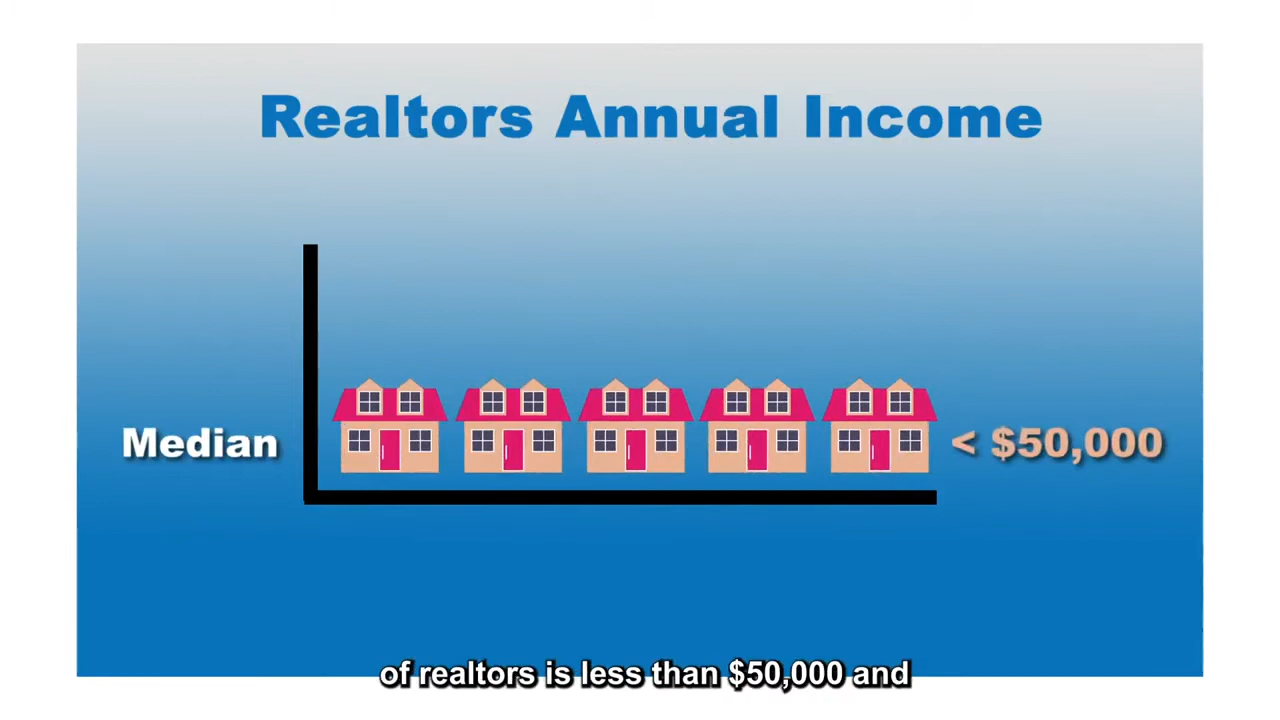 Realtors Annual Income
Median
< $50,000
of realtors is less than $50,000 and